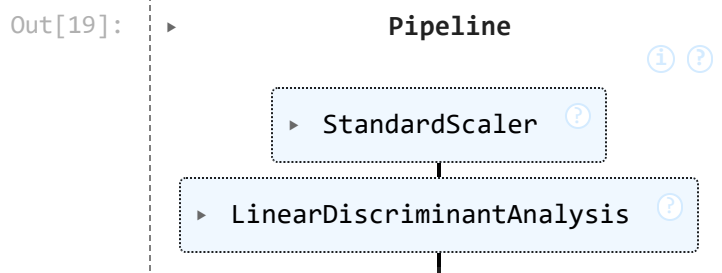 Out[19]: ▸ Pipeline
i ?
▸ StandardScaler ?
▸ LinearDiscriminantAnalysis ?